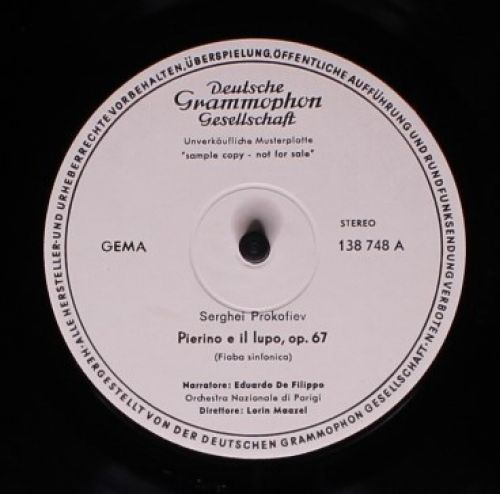 ALLE HERSTELLER- UND URHEBERRECHTE VORBEHALTEN, ÜBERSPIELUNG, ÖFFENTLICHE AUFFÜHRUNG UND RUNDFUNKSENDUNG VERBOTEN·
HERGESTELLT VON DER DEUTSCHEN GRAMMOPHON GESELLSCHAFT·
Deutsche
Grammophon
Gesellschaft
Unverkäufliche Musterplatte
"sample copy - not for sale"
STEREO
GEMA 138 748 A
Serghei Prokofiev
Pierino e il lupo, op. 67
(Fiaba sinfonica)
Narratore: Eduardo De Filippo
Orchestra Nazionale di Parigi
Direttore: Lorin Maazel